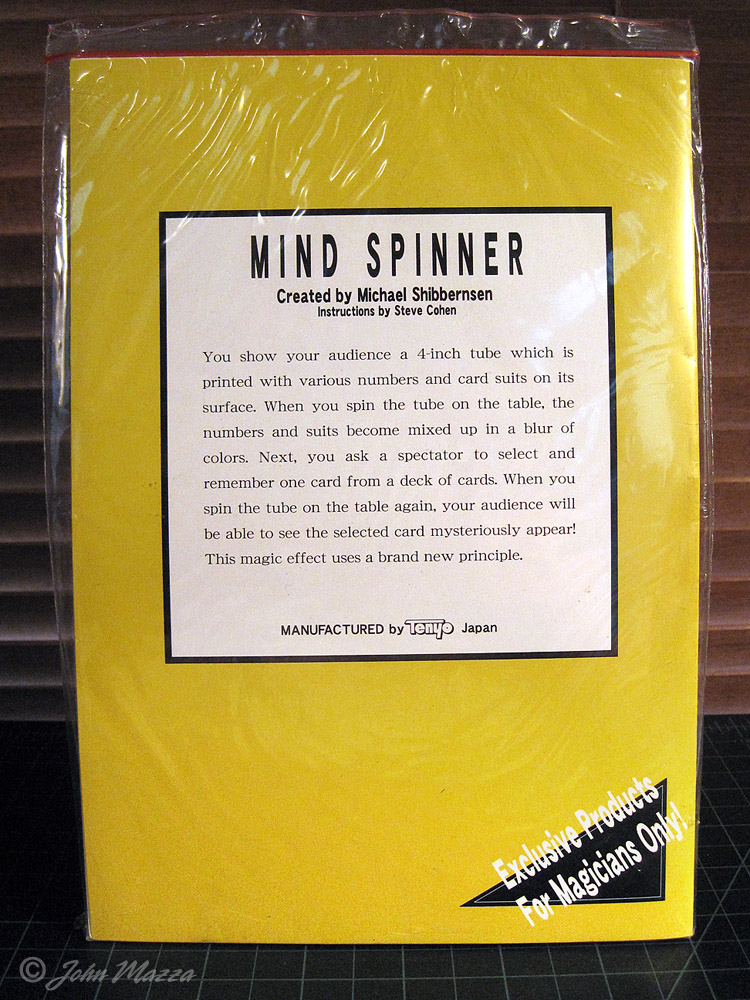 MIND SPINNER
Created by Michael Shibbernsen
Instructions by Steve Cohen
You show your audience a 4-inch tube which is
printed with various numbers and card suits on its
surface. When you spin the tube on the table, the
numbers and suits become mixed up in a blur of
colors. Next, you ask a spectator to select and
remember one card from a deck of cards. When you
spin the tube on the table again, your audience will
be able to see the selected card mysteriously appear!
This magic effect uses a brand new principle.
MANUFACTURED by Tenyo Japan
Exclusive Products
For Magicians Only!
© John Mazza